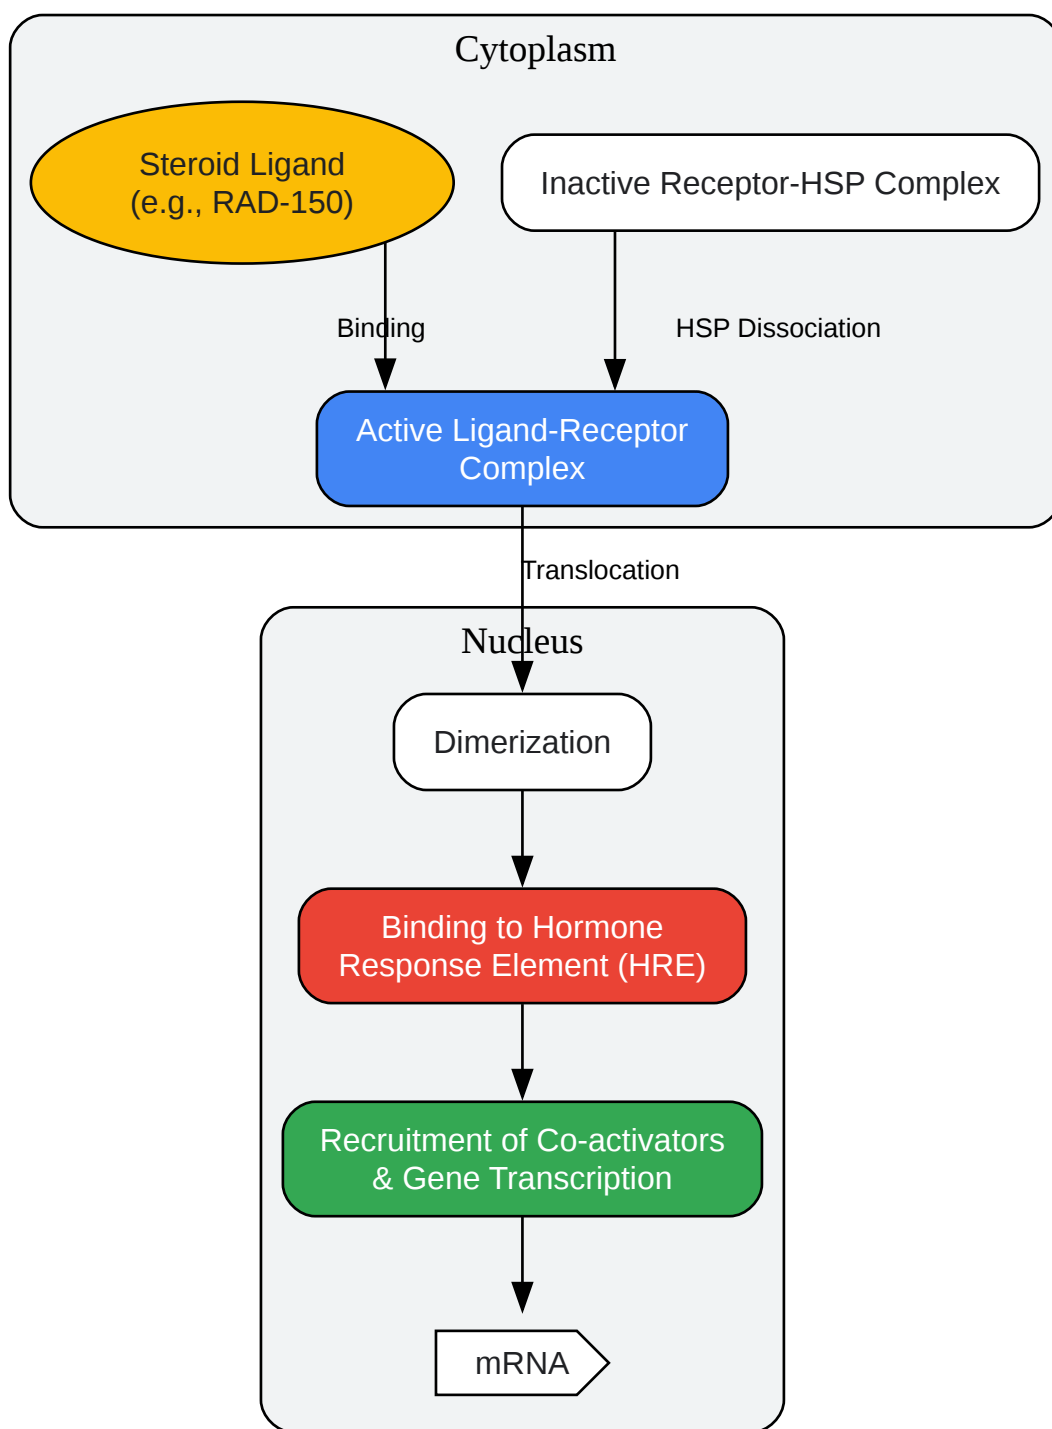 Cytoplasm
Steroid Ligand
(e.g., RAD-150)
Inactive Receptor-HSP Complex
Binding
HSP Dissociation
Active Ligand-Receptor
Complex
Translocation
Nucleus
Dimerization
Binding to Hormone
Response Element (HRE)
Recruitment of Co-activators
& Gene Transcription
mRNA